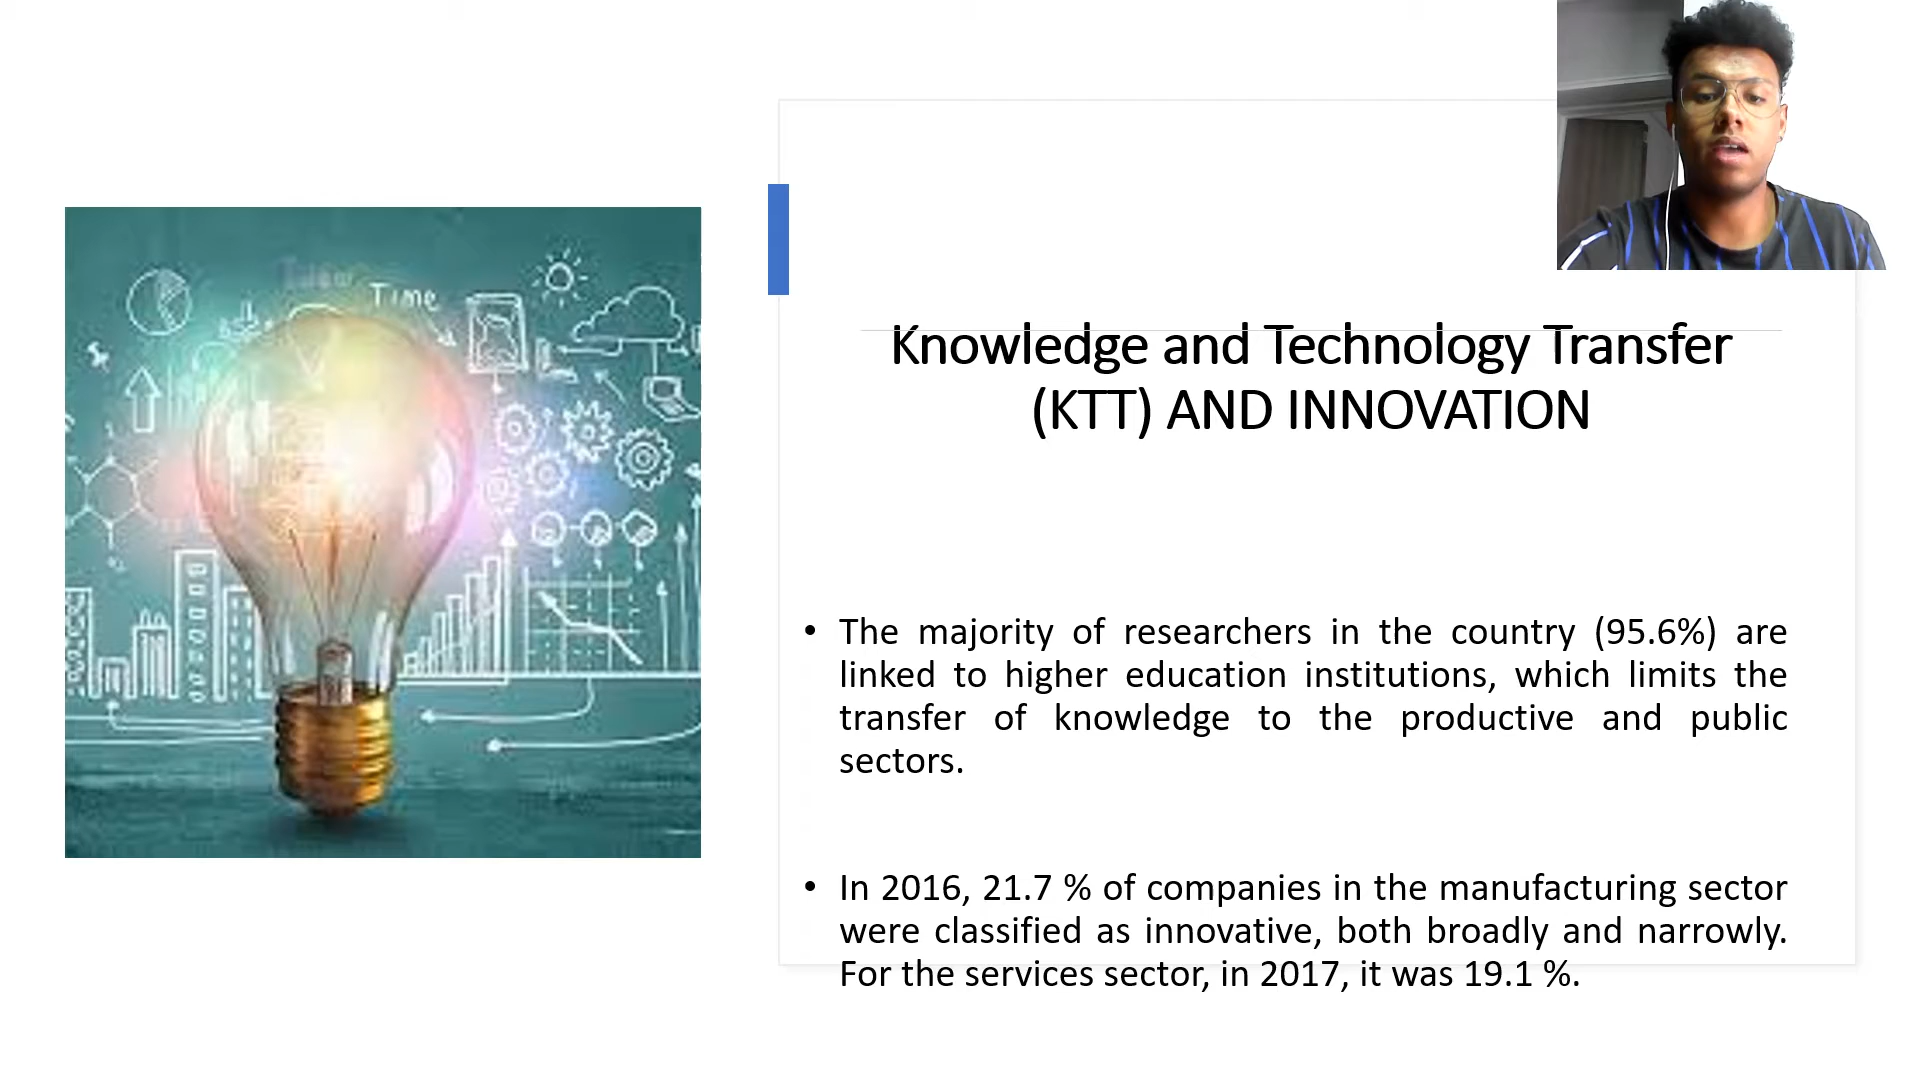 Time
Knowledge and Technology Transfer
(KTT) AND INNOVATION
• The majority of researchers in the country (95.6%) are
linked to higher education institutions, which limits the
transfer of knowledge to the productive and public
sectors.
• In 2016, 21.7 % of companies in the manufacturing sector
were classified as innovative, both broadly and narrowly.
For the services sector, in 2017, it was 19.1 %.